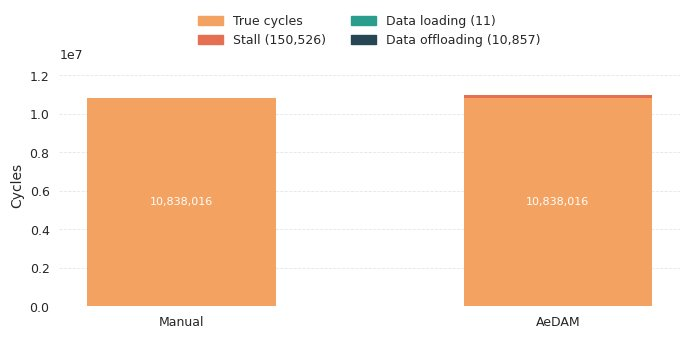 True cycles
Stall (150,526)
Data loading (11)
Data offloading (10,857)
1e7
Cycles
1.2
1.0
0.8
0.6
0.4
0.2
0.0
10,838,016
10,838,016
Manual
AeDAM